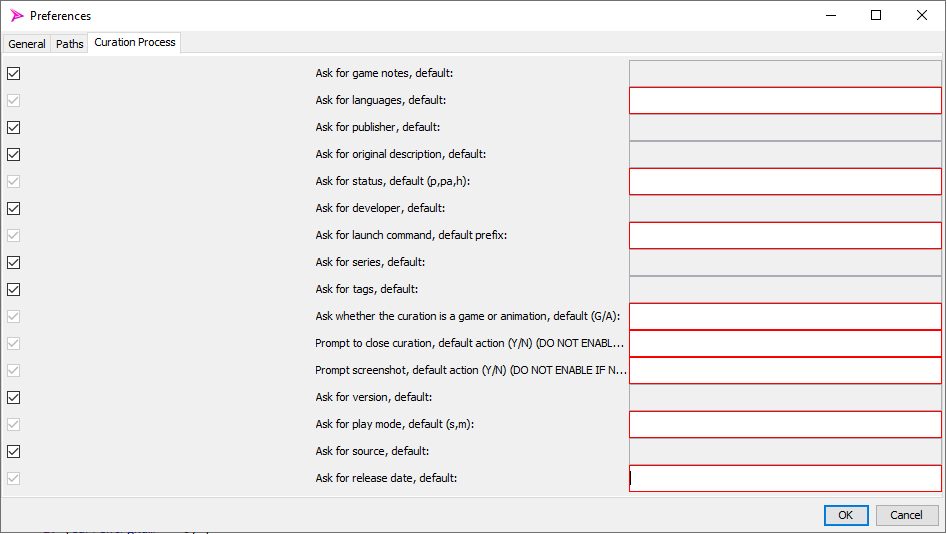 Preferences
General Paths Curation Process
Ask for game notes, default:
Ask for languages, default:
Ask for publisher, default:
Ask for original description, default:
Ask for status, default (p,pa,h):
Ask for developer, default:
Ask for launch command, default prefix:
Ask for series, default:
Ask for tags, default:
Ask whether the curation is a game or animation, default (G/A):
Prompt to close curation, default action (Y/N) (DO NOT ENABL...
Prompt screenshot, default action (Y/N) (DO NOT ENABLE IF N...
Ask for version, default:
Ask for play mode, default (s,m):
Ask for source, default:
Ask for release date, default:
OK Cancel